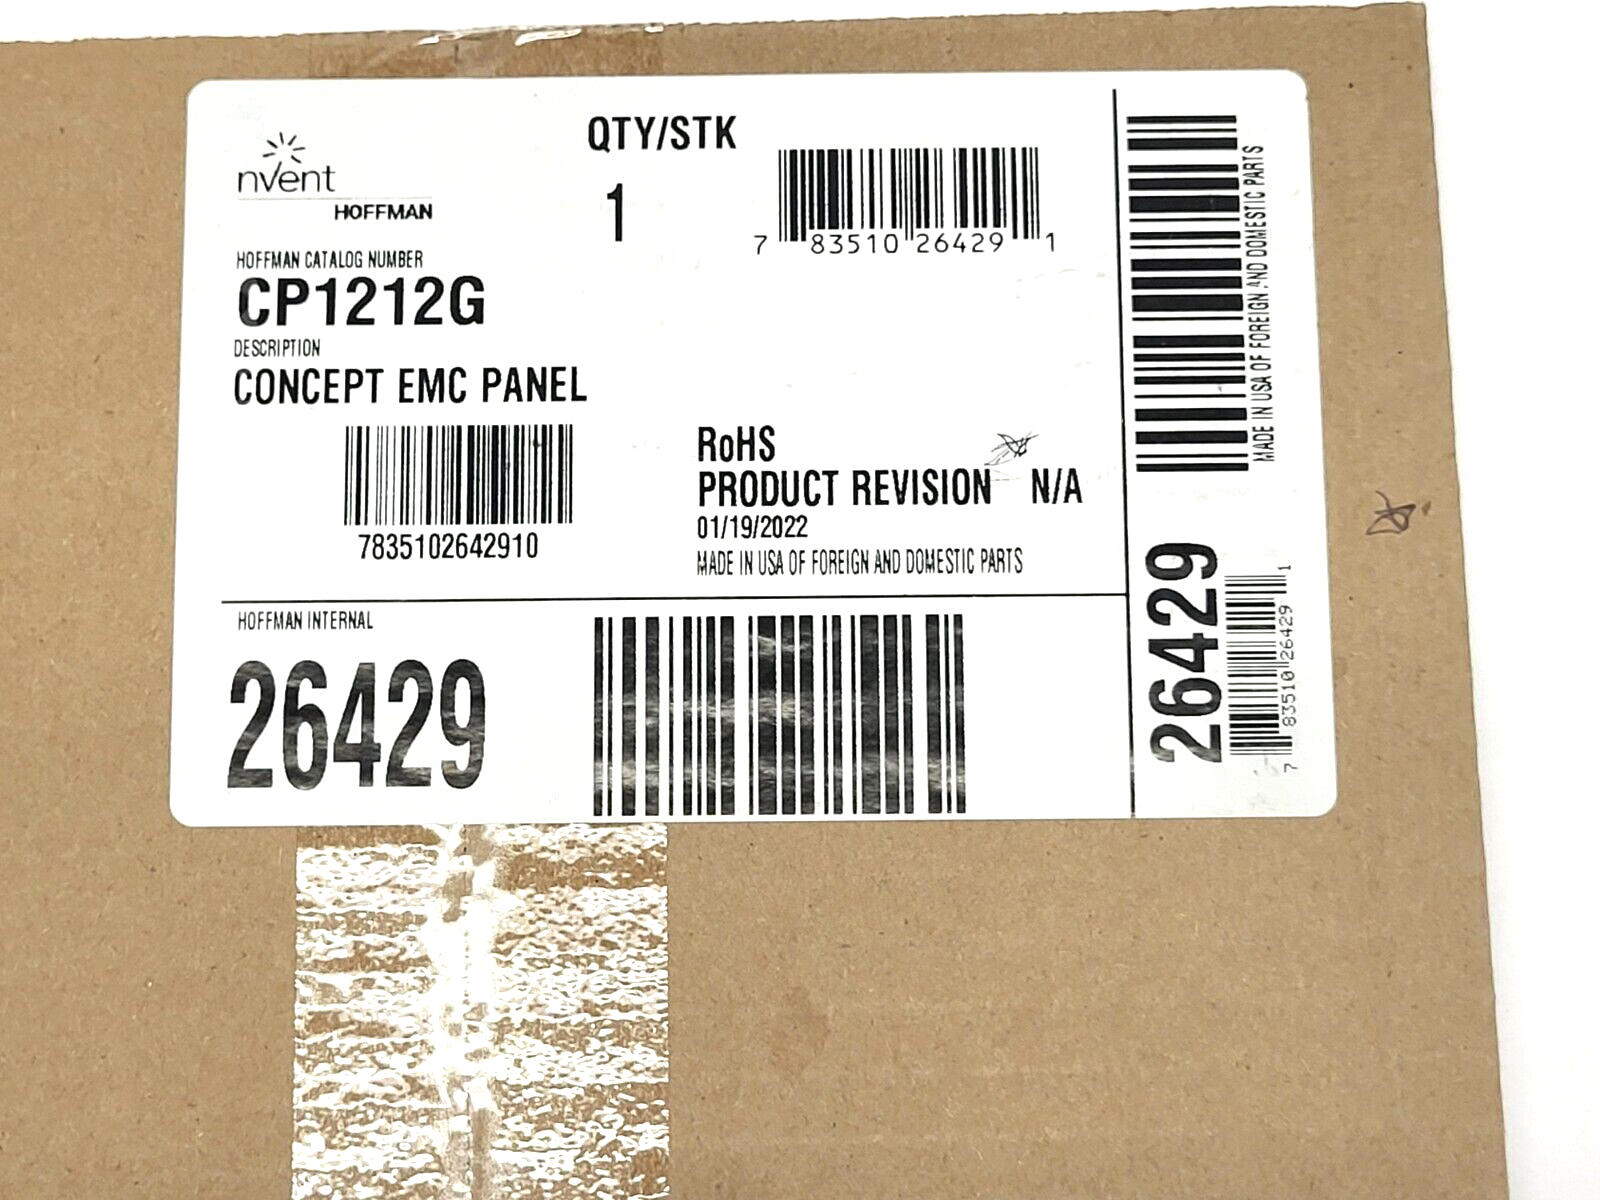 nvent
HOFFMAN
QTY/STK
1
7 83510 26429 1
HOFFMAN CATALOG NUMBER
CP1212G
DESCRIPTION
CONCEPT EMC PANEL
7835102642910
RoHS
PRODUCT REVISION N/A
01/19/2022
MADE IN USA OF FOREIGN AND DOMESTIC PARTS
HOFFMAN INTERNAL
26429
MADE IN USA OF FOREIGN AND DOMESTIC PARTS
26429
7 83510 26429 1